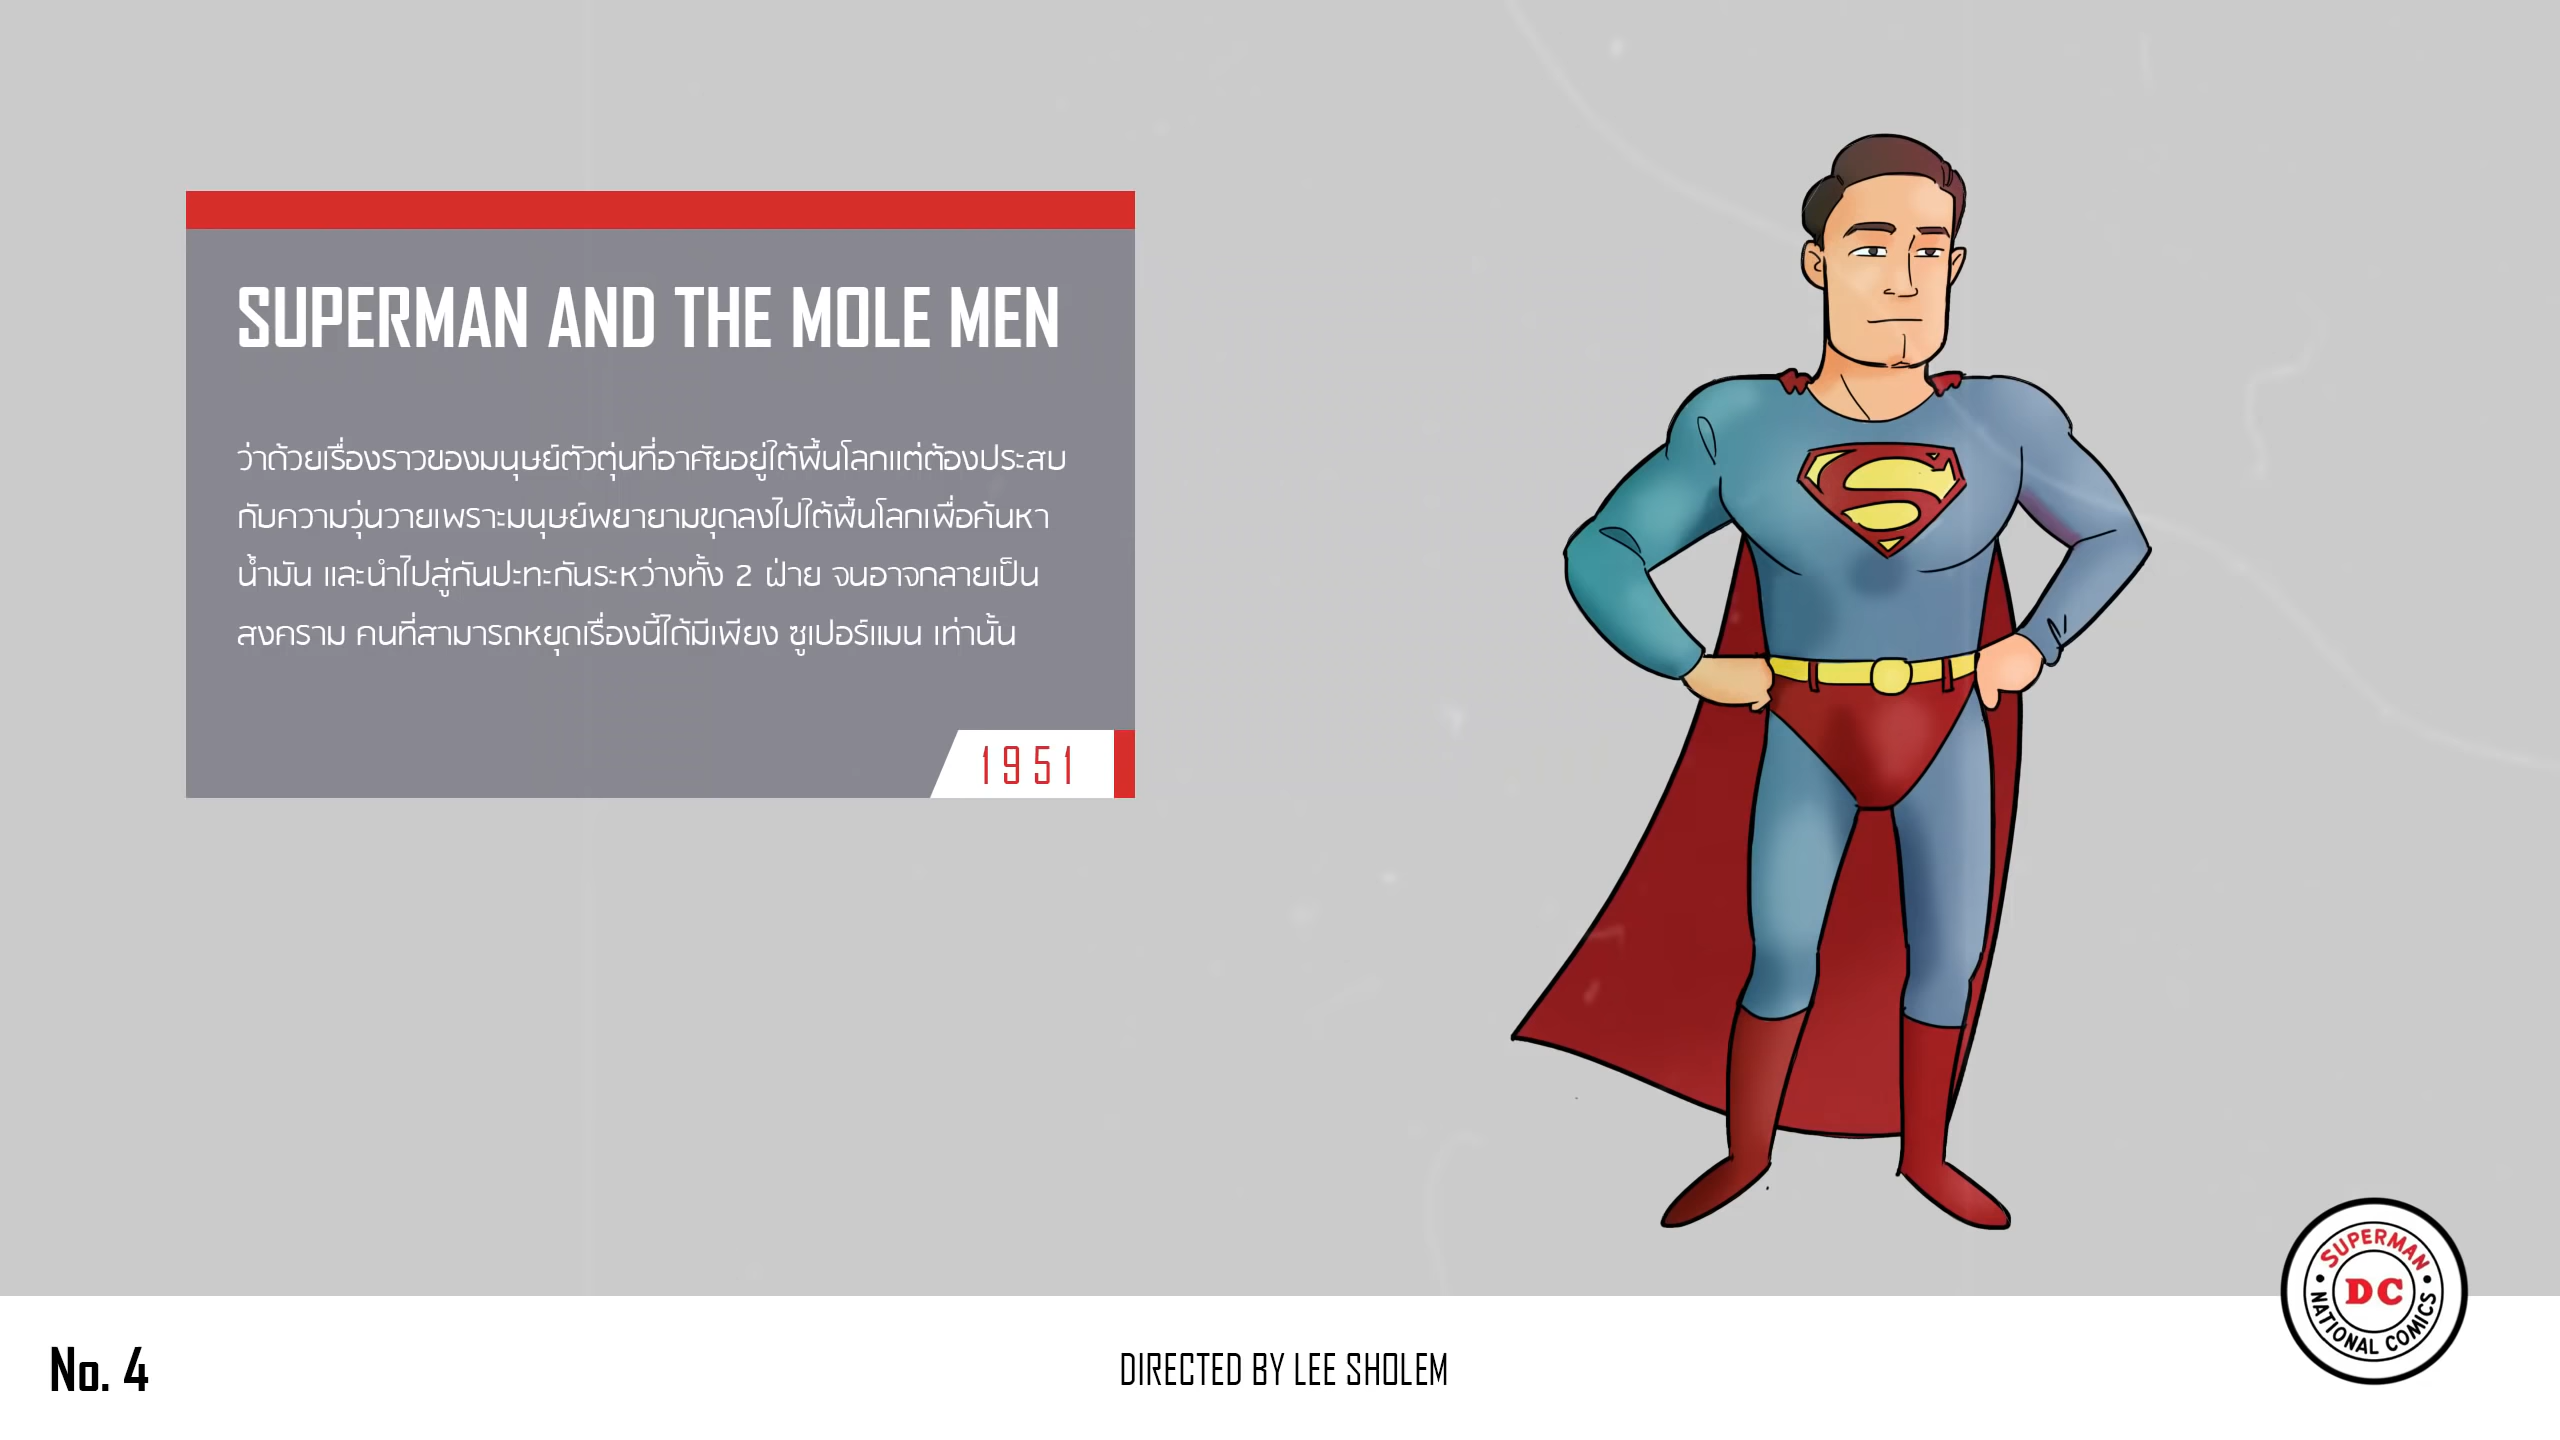 SUPERMAN AND THE MOLE MEN
ว่าด้วยเรื่องราวของมนุษย์ตัวตุ่นที่อาศัยอยู่ใต้พื้นโลกแต่ต้องประสบ
กับความวุ่นวายเพราะมนุษย์พยายามขุดลงไปใต้พื้นโลกเพื่อค้นหา
น้ำมัน และนำไปสู่กันปะทะกันระหว่างทั้ง 2 ฝ่าย จนอาจกลายเป็น
สงคราม คนที่สามารถหยุดเรื่องนี้ได้มีเพียง ซูเปอร์แมน เท่านั้น
1951
S
SUPERMAN
DC
NATIONAL COMICS
No. 4
DIRECTED BY LEE SHOLEM